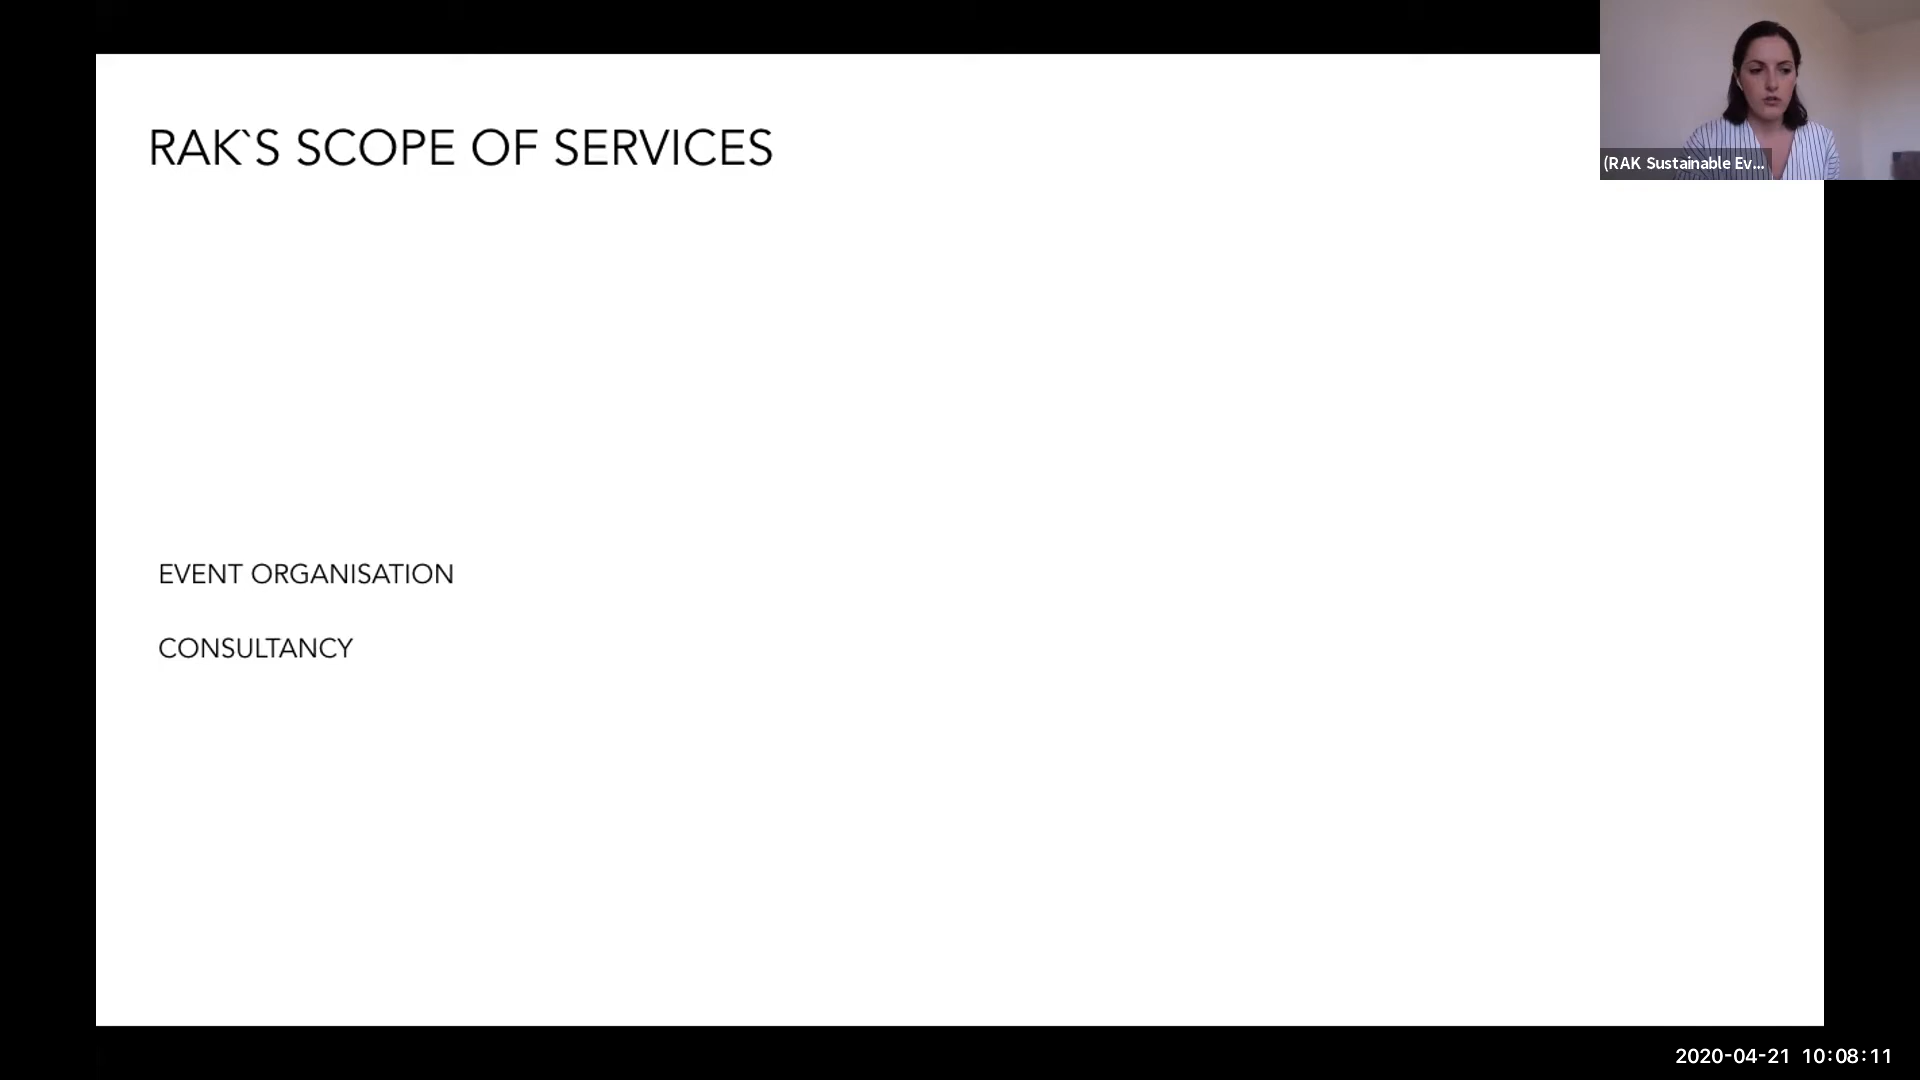 RAK`S SCOPE OF SERVICES
(RAK Sustainable Ev...
EVENT ORGANISATION
CONSULTANCY
2020-04-21 10:08:11